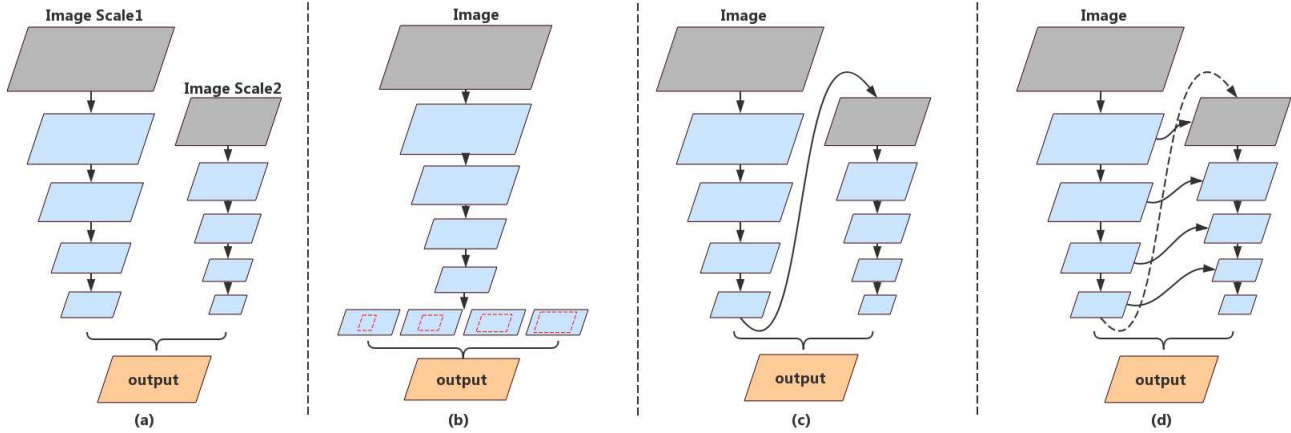 Image Scale1
Image Scale2
output
(a)
Image
output
(b)
Image
output
(c)
Image
output
(d)